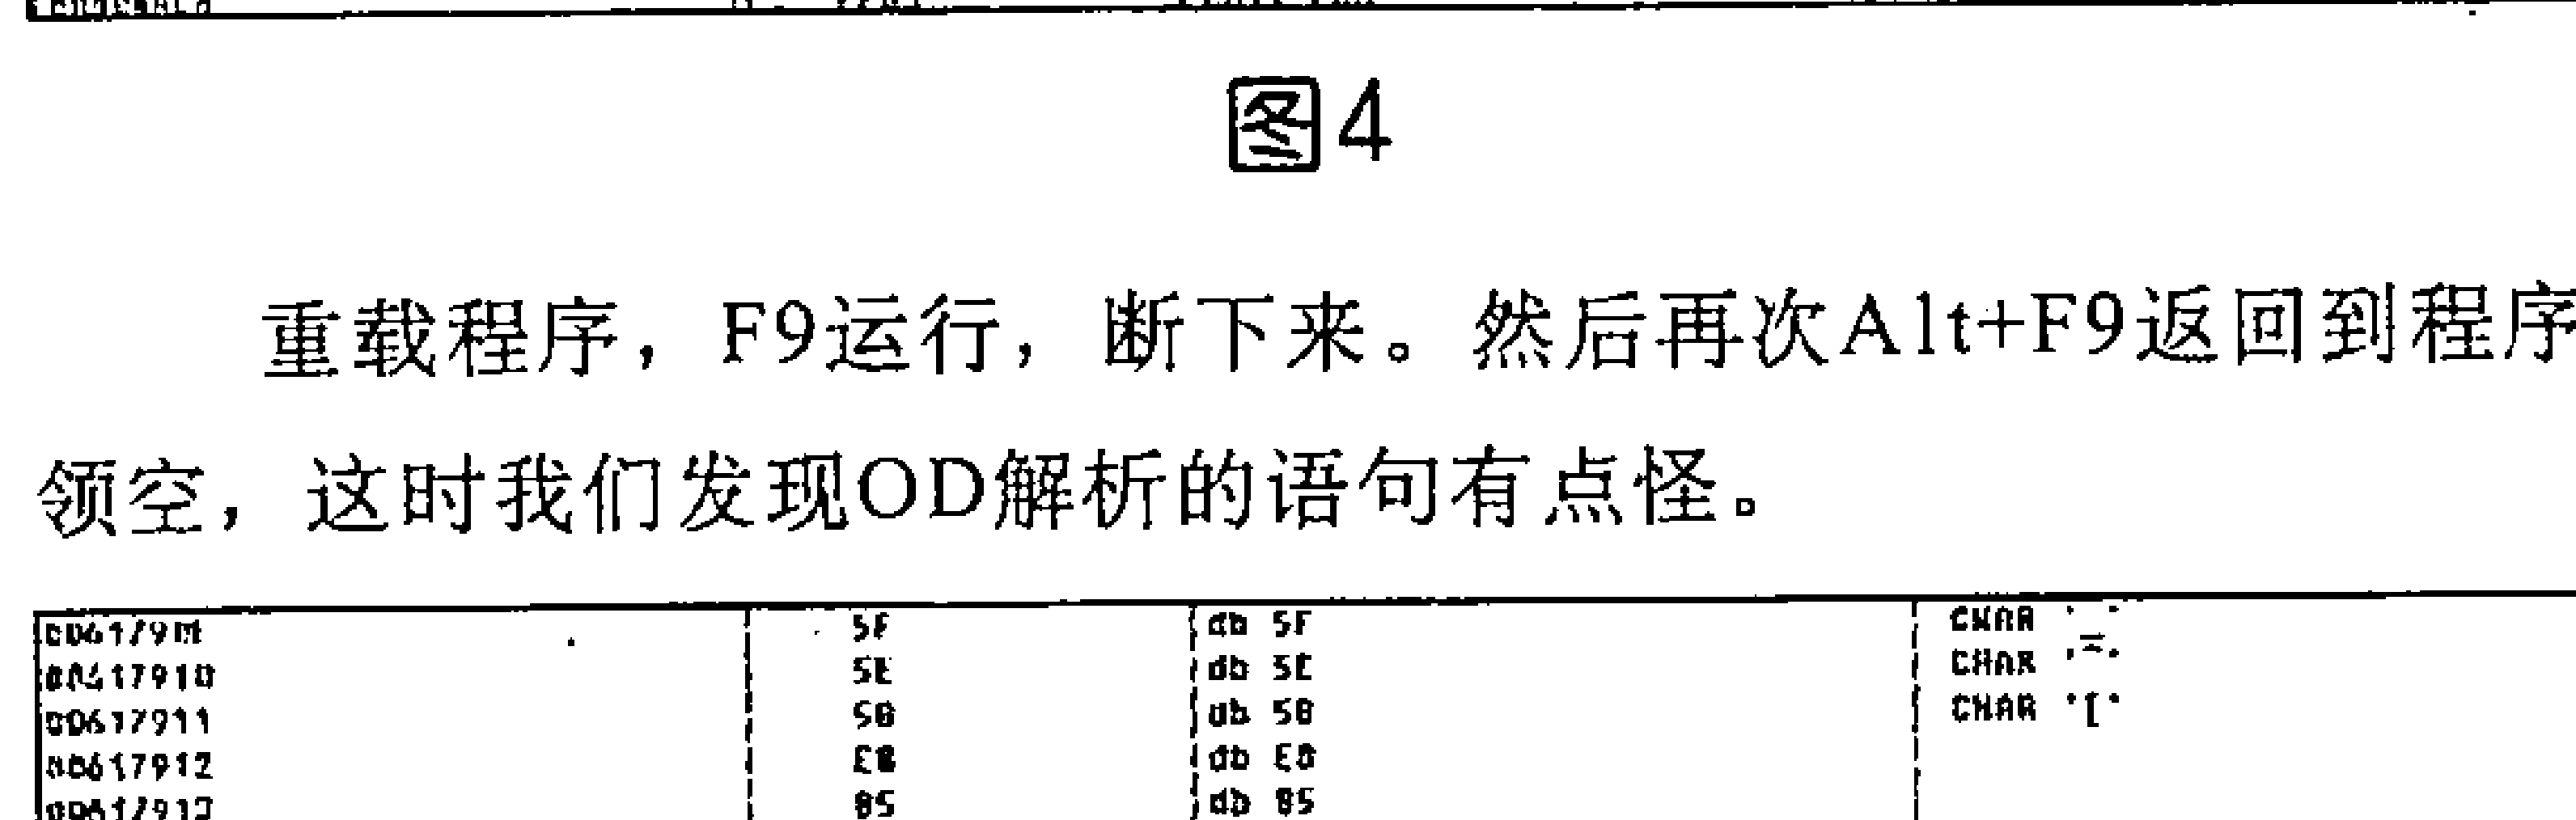 图4
重载程序，F9运行，断下来。然后再次Alt+F9返回到程序
领空，这时我们发现OD解析的语句有点怪。
5F db 5F CHAR '_'
5E db 5E CHAR '^'
00617911 5B db 5B CHAR '['
00617912
85 db 85